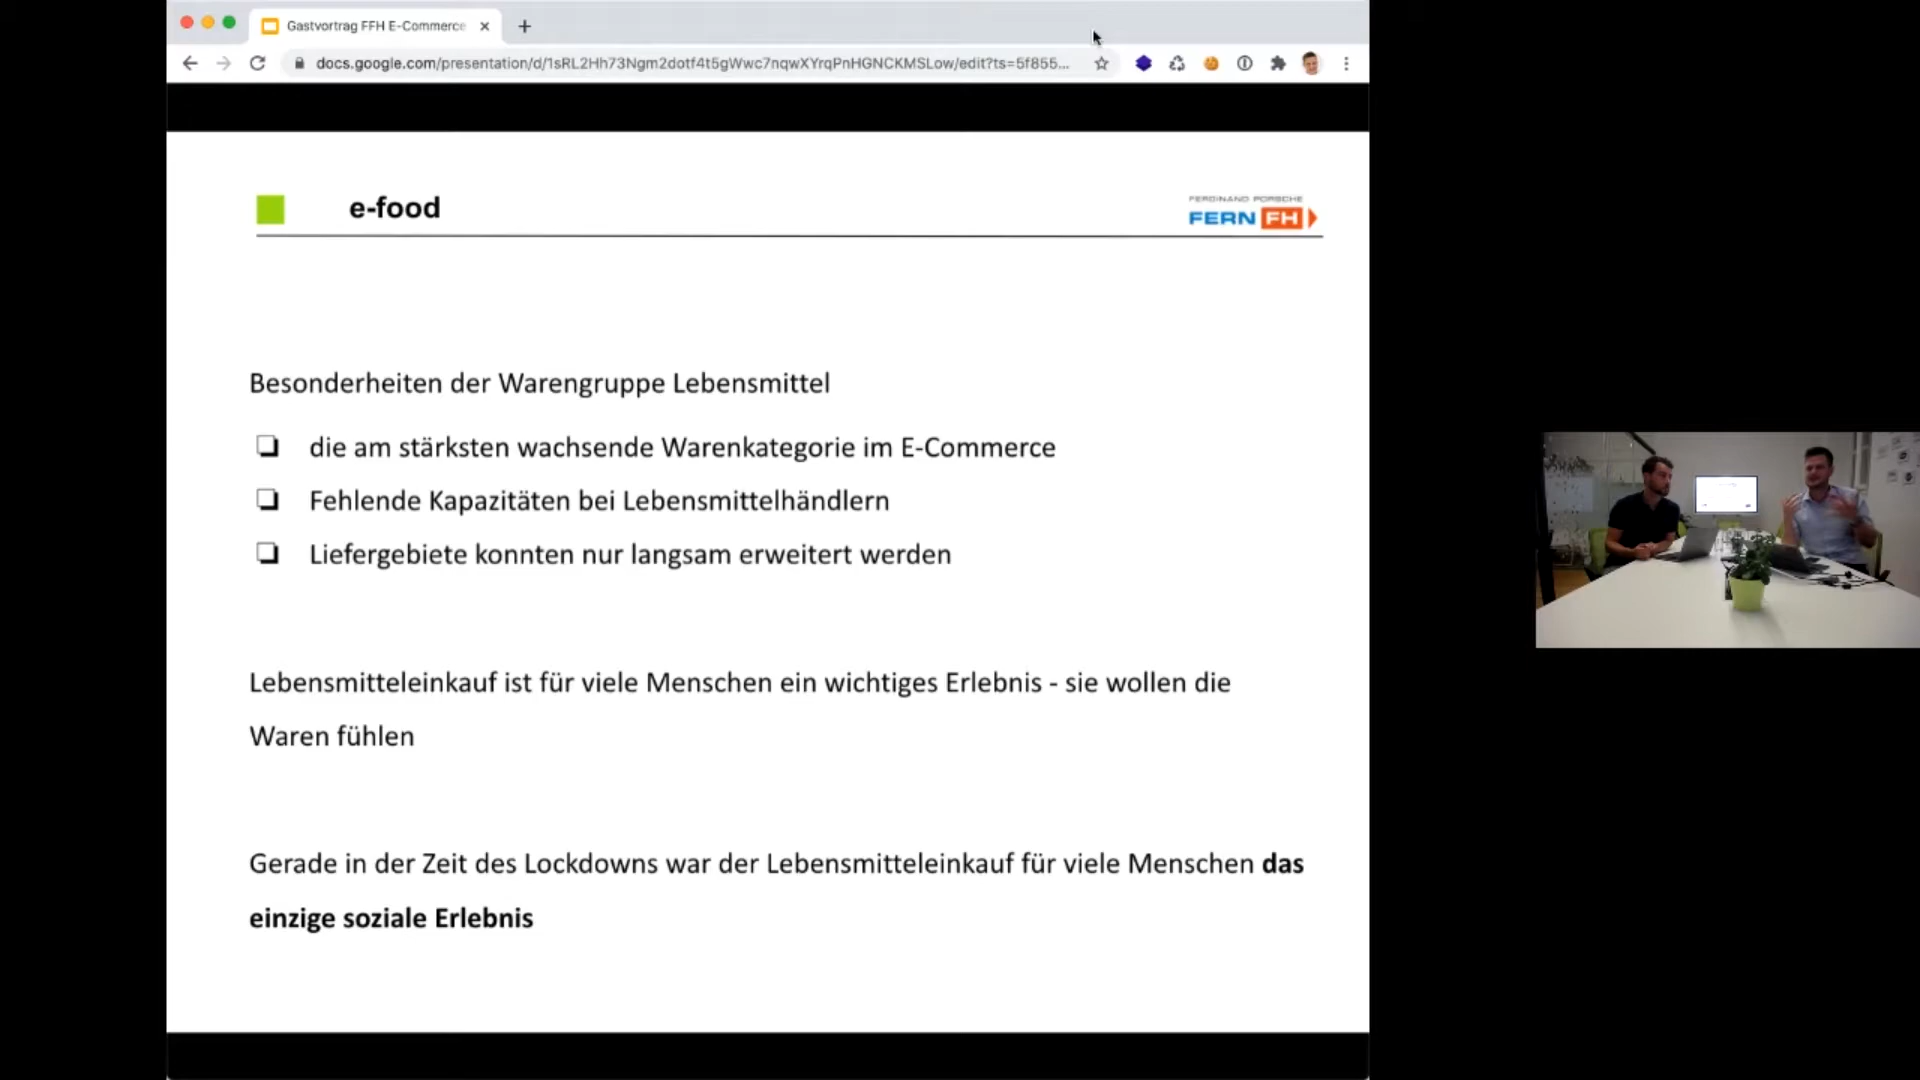 Gastvortrag FFH E-Commerce
docs.google.com/presentation/d/1sRL2Hh73Ngm2dotf4t5gWwc7nqwXYrqPnHGNCKMSLow/edit?ts=5f855...
e-food
FERDINAND PORSCHE
FERN FH
Besonderheiten der Warengruppe Lebensmittel
die am stärksten wachsende Warenkategorie im E-Commerce
Fehlende Kapazitäten bei Lebensmittelhändlern
Liefergebiete konnten nur langsam erweitert werden
Lebensmitteleinkauf ist für viele Menschen ein wichtiges Erlebnis - sie wollen die
Waren fühlen
Gerade in der Zeit des Lockdowns war der Lebensmitteleinkauf für viele Menschen das
einzige soziale Erlebnis